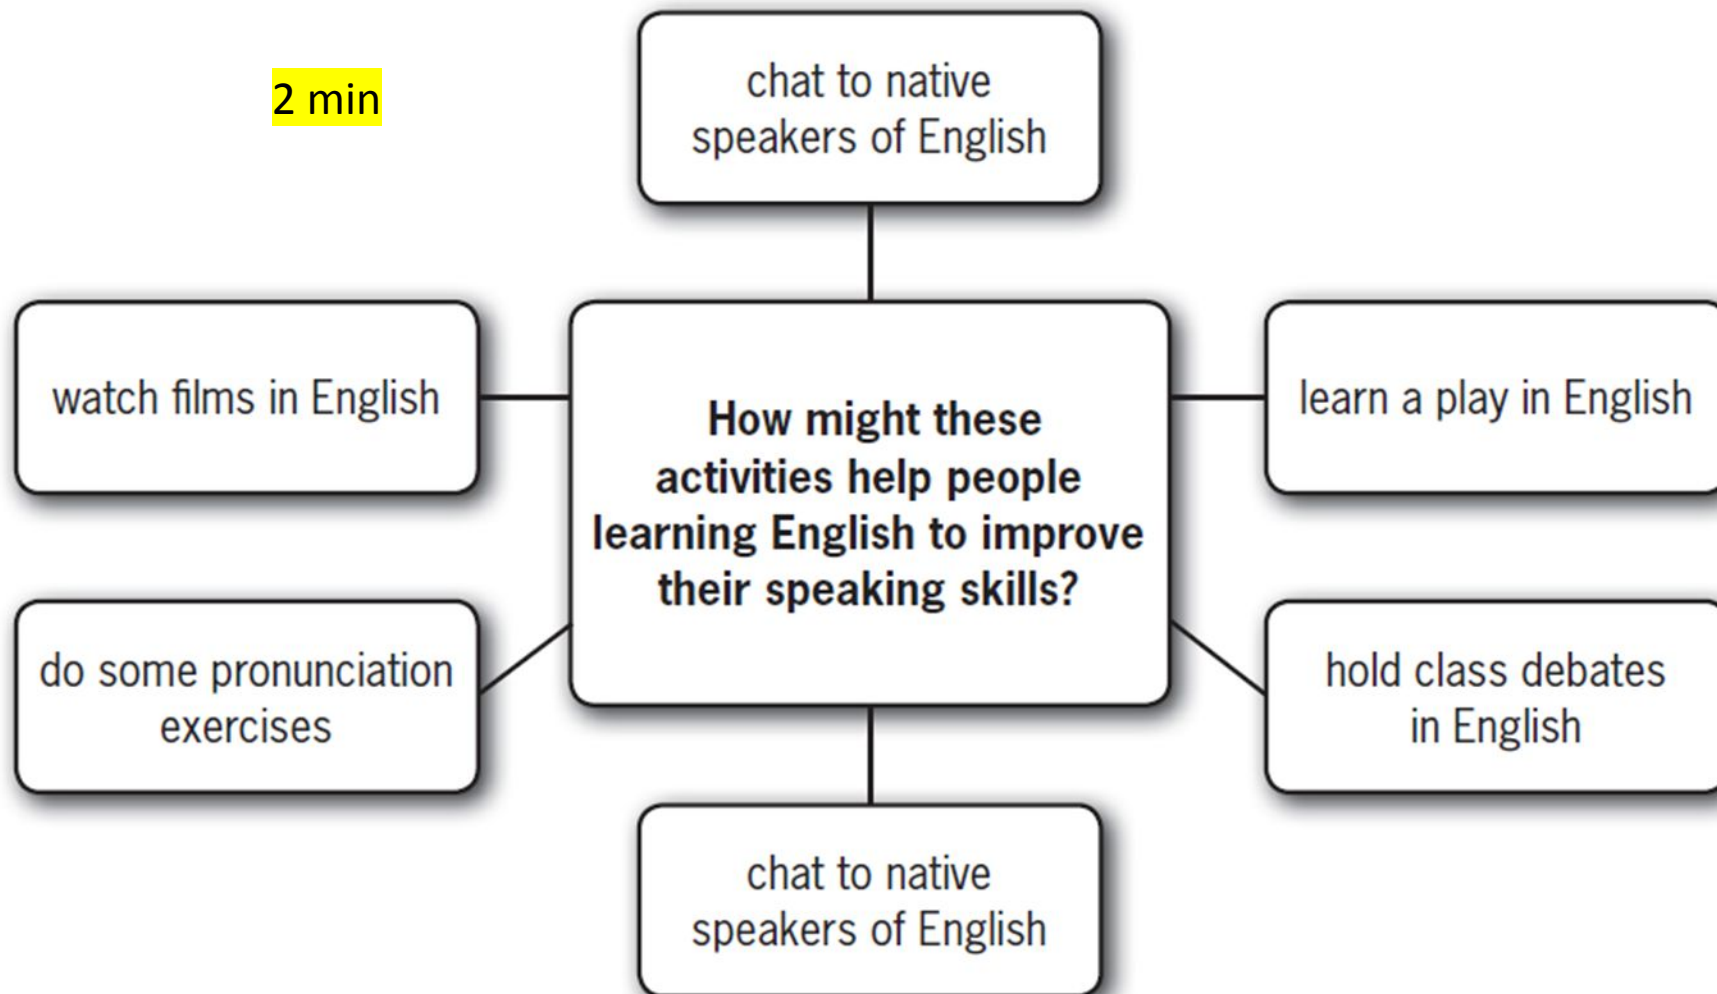 2 min
chat to native
speakers of English
watch films in English
How might these
activities help people
learning English to improve
their speaking skills?
learn a play in English
do some pronunciation
exercises
hold class debates
in English
chat to native
speakers of English